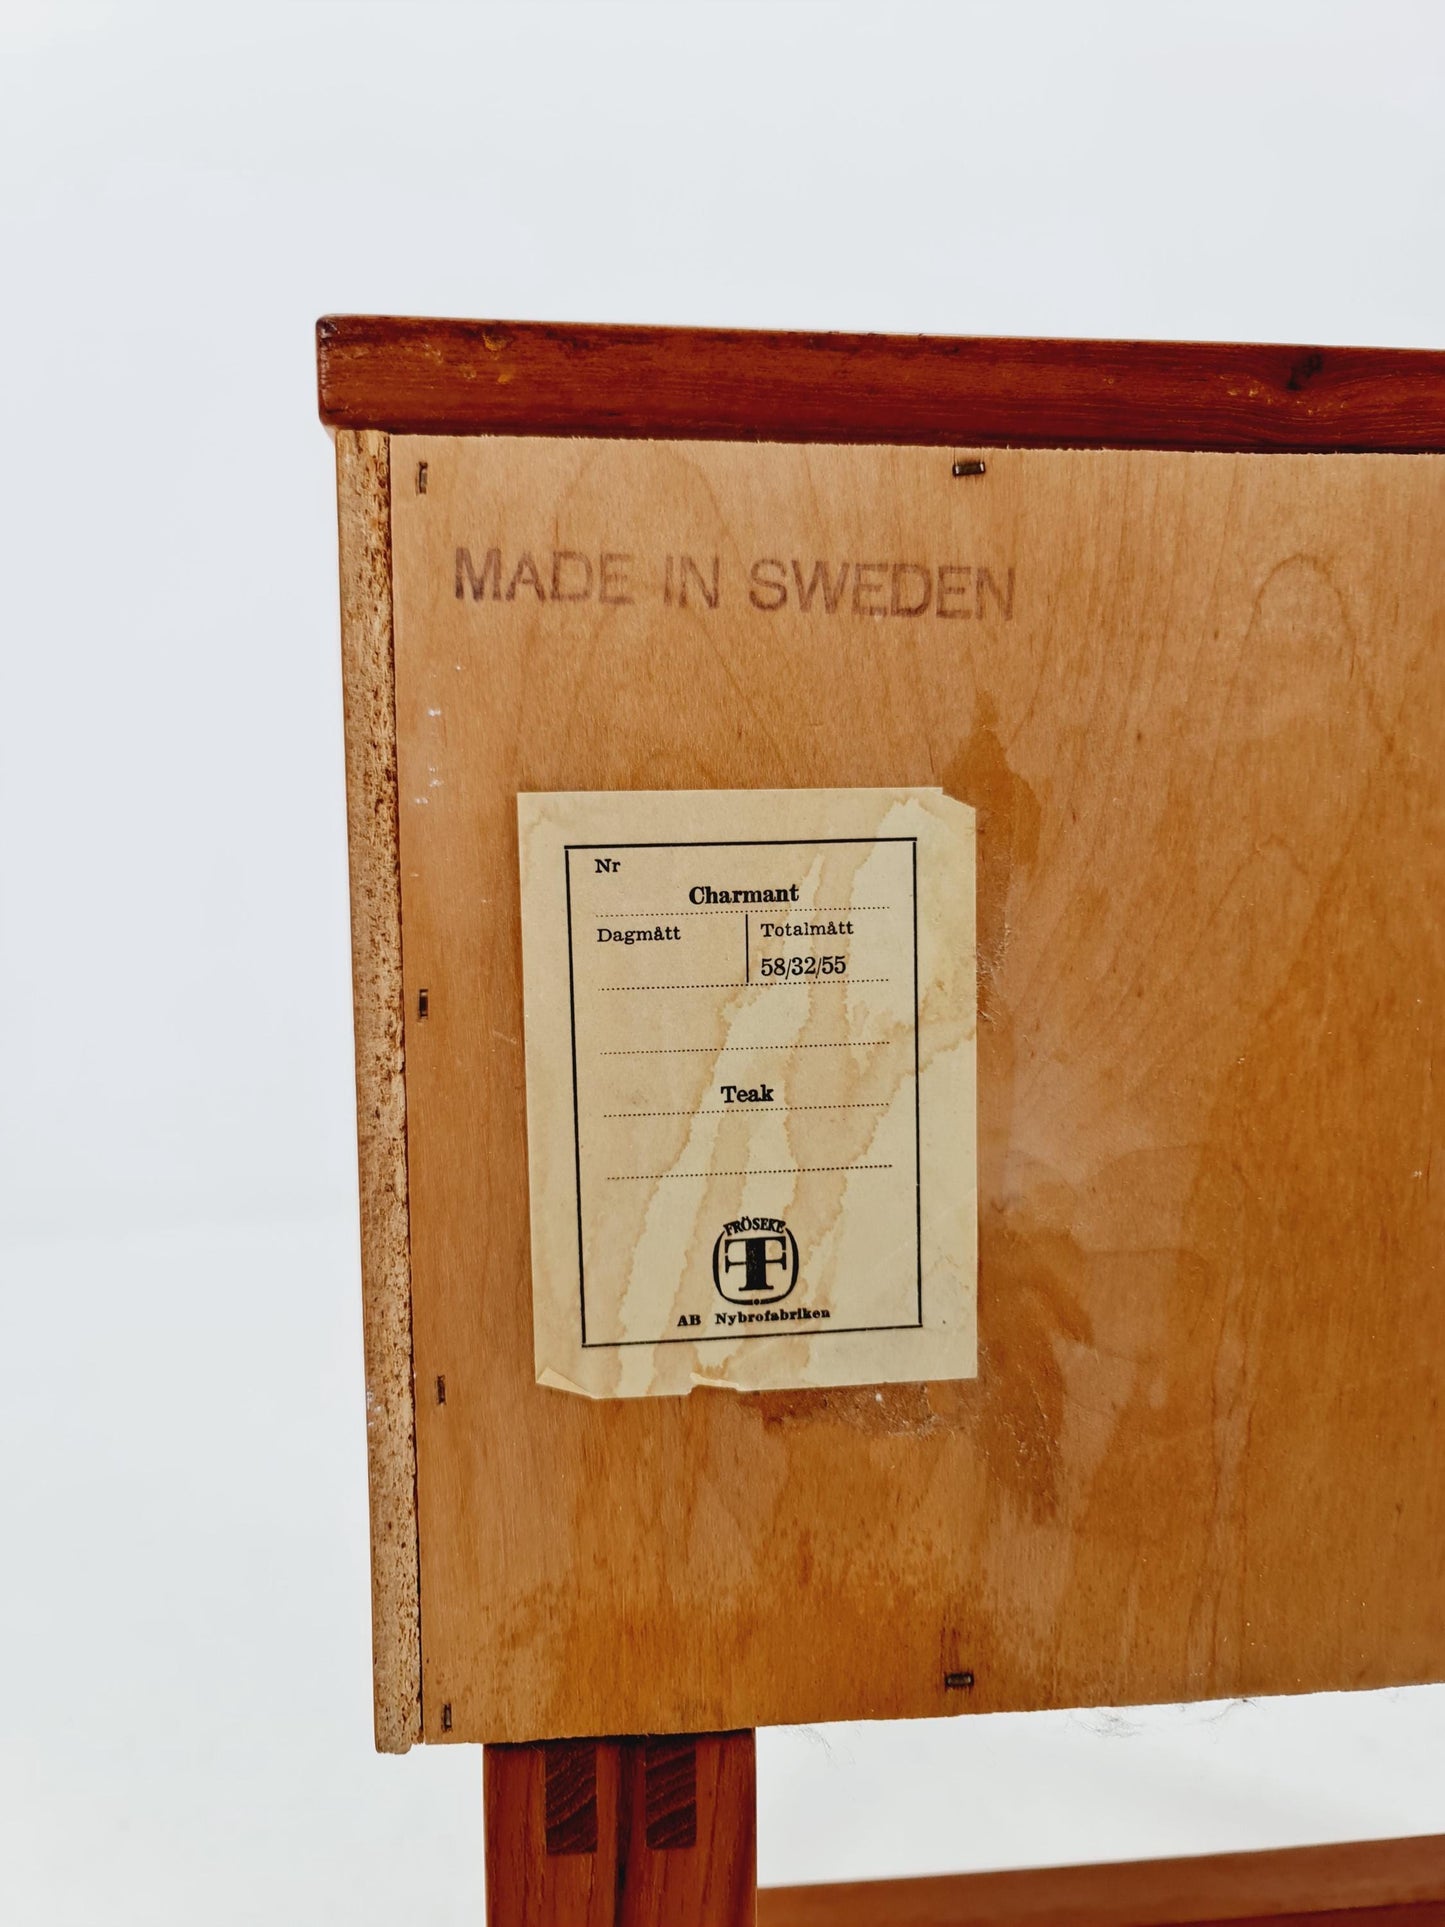 MADE IN SWEDEN
Nr
Charmant
Dagmått
Totalmått
58/32/55
Teak
FRÖSEKE
F
AB Nybrofabriken